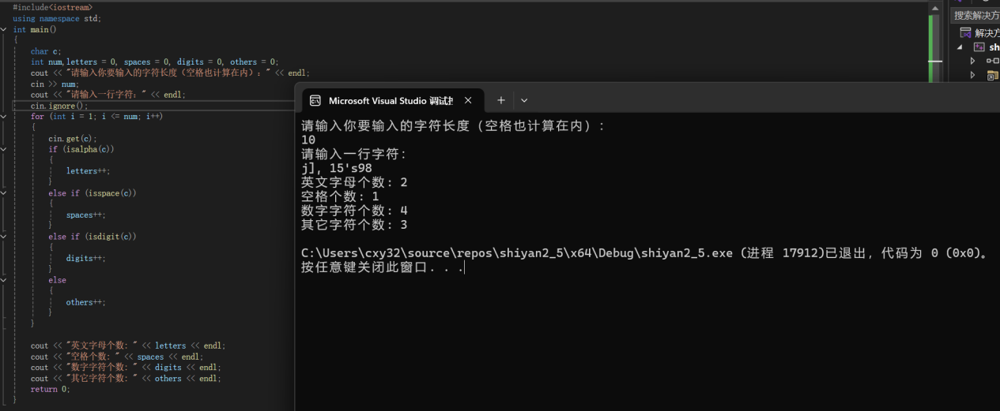 #include<iostream>
using namespace std;
int main()
{
char c;
int num,letters = 0, spaces = 0, digits = 0, others = 0;
cout << "请输入你要输入的字符长度（空格也计算在内）：" << endl;
cin >> num;
cout << "请输入一行字符：" << endl;
cin.ignore();
for (int i = 1; i <= num; i++)
{
cin.get(c);
if (isalpha(c))
{
letters++;
}
else if (isspace(c))
{
spaces++;
}
else if (isdigit(c))
{
digits++;
}
else
{
others++;
}
}
cout << "英文字母个数：" << letters << endl;
cout << "空格个数：" << spaces << endl;
cout << "数字字符个数：" << digits << endl;
cout << "其它字符个数：" << others << endl;
return 0;
}
Microsoft Visual Studio 调试控
请输入你要输入的字符长度（空格也计算在内）：
10
请输入一行字符：
j], 15's98
英文字母个数：2
空格个数：1
数字字符个数：4
其它字符个数：3
C:\Users\cxy32\source\repos\shiyan2_5\x64\Debug\shiyan2_5.exe (进程 17912)已退出，代码为 0 (0x0)。
按任意键关闭此窗口. . .
搜索解决方
解决方
sh